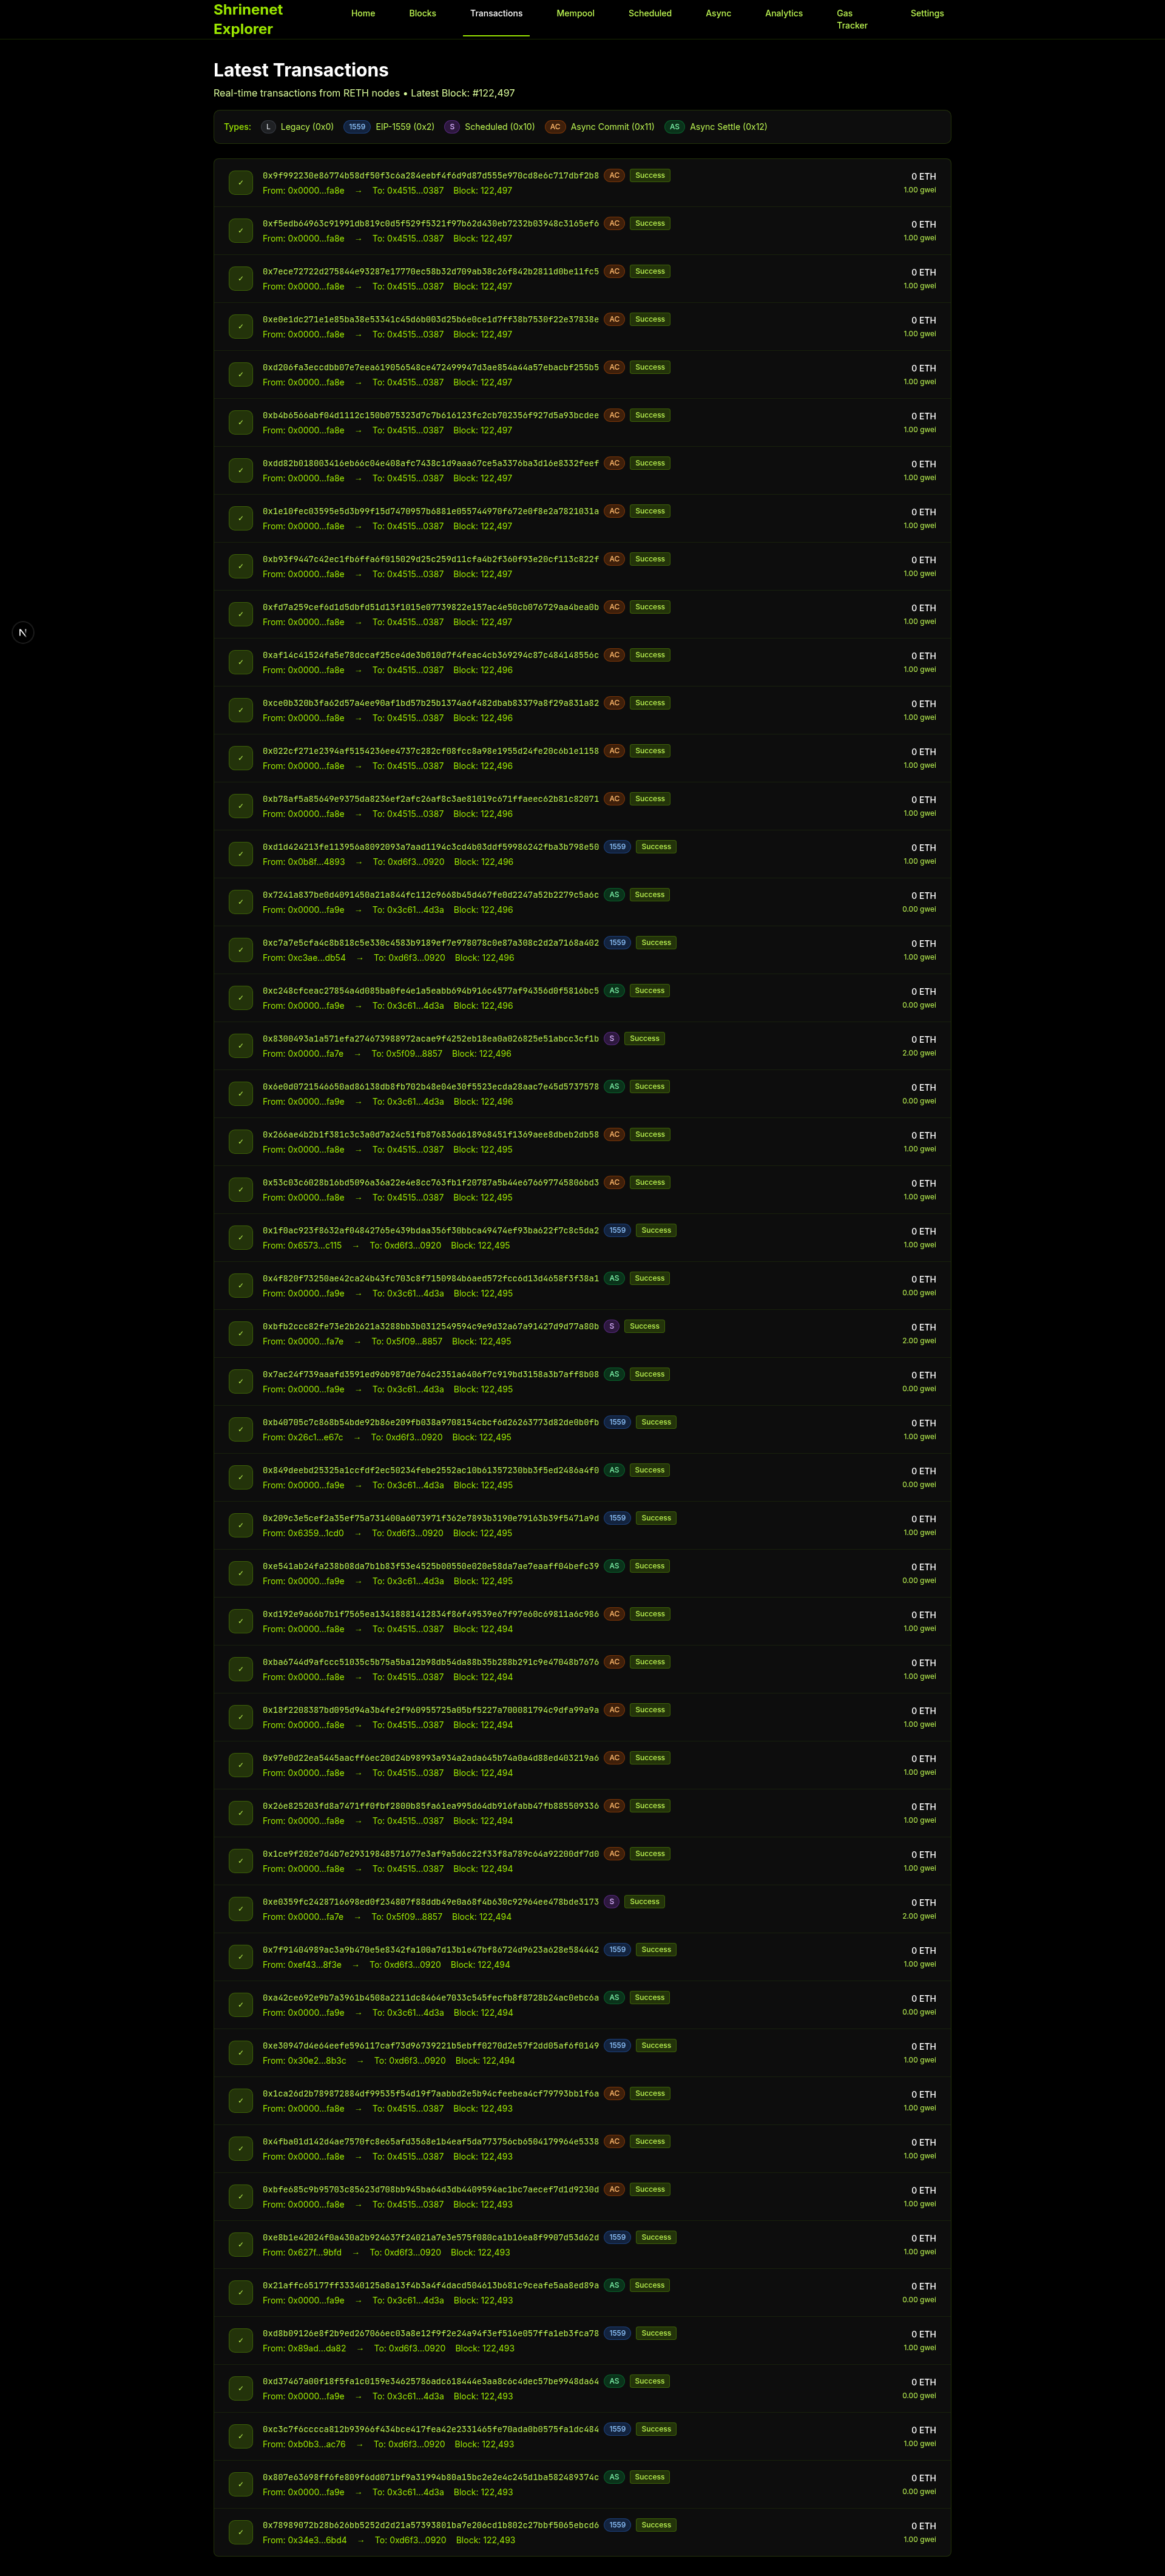 Shrinenet
Explorer
Home
Blocks
Transactions
Mempool
Scheduled
Async
Analytics
Gas
Tracker
Settings
Latest Transactions
Real-time transactions from RETH nodes • Latest Block: #122,497
Types: L Legacy (0x0) 1559 EIP-1559 (0x2) S Scheduled (0x10) AC Async Commit (0x11) AS Async Settle (0x12)
✓ 0x9f992230e86774b58df50f3c6a284eebf4f6d9d87d555e970cd8e6c717dbf2b8 AC Success 0 ETH
From: 0x0000...fa8e → To: 0x4515...0387 Block: 122,497 1.00 gwei
✓ 0xf5edb64963c91991db819c0d5f529f5321f97b62d430eb7232b03948c3165ef6 AC Success 0 ETH
From: 0x0000...fa8e → To: 0x4515...0387 Block: 122,497 1.00 gwei
✓ 0x7ece72722d275844e93287e17770ec58b32d709ab38c26f842b2811d0be11fc5 AC Success 0 ETH
From: 0x0000...fa8e → To: 0x4515...0387 Block: 122,497 1.00 gwei
✓ 0xe0e1dc271e1e85ba38e53341c45d6b003d25b6e0ce1d7ff38b7530f22e37838e AC Success 0 ETH
From: 0x0000...fa8e → To: 0x4515...0387 Block: 122,497 1.00 gwei
✓ 0xd206fa3eccdbb07e7eea619056548ce472499947d3ae854a44a57ebacbf255b5 AC Success 0 ETH
From: 0x0000...fa8e → To: 0x4515...0387 Block: 122,497 1.00 gwei
✓ 0xb4b6566abf04d1112c150b075323d7c7b616123fc2cb702356f927d5a93bcdee AC Success 0 ETH
From: 0x0000...fa8e → To: 0x4515...0387 Block: 122,497 1.00 gwei
✓ 0xdd82b018003416eb66c04e408afc7438c1d9aaa67ce5a3376ba3d16e8332feef AC Success 0 ETH
From: 0x0000...fa8e → To: 0x4515...0387 Block: 122,497 1.00 gwei
✓ 0x1e10fec03595e5d3b99f15d7470957b6881e055744970f672e0f8e2a7821031a AC Success 0 ETH
From: 0x0000...fa8e → To: 0x4515...0387 Block: 122,497 1.00 gwei
✓ 0xb93f9447c42ec1fb6ffa6f015029d25c259d11cfa4b2f360f93e20cf113c822f AC Success 0 ETH
From: 0x0000...fa8e → To: 0x4515...0387 Block: 122,497 1.00 gwei
✓ 0xfd7a259cef6d1d5dbfd51d13f1015e07739822e157ac4e50cb076729aa4bea0b AC Success 0 ETH
From: 0x0000...fa8e → To: 0x4515...0387 Block: 122,497 1.00 gwei
✓ 0xaf14c41524fa5e78dccaf25ce4de3b010d7f4feac4cb369294c87c484148556c AC Success 0 ETH
From: 0x0000...fa8e → To: 0x4515...0387 Block: 122,496 1.00 gwei
✓ 0xce0b320b3fa62d57a4ee90af1bd57b25b1374a6f482dbab83379a8f29a831a82 AC Success 0 ETH
From: 0x0000...fa8e → To: 0x4515...0387 Block: 122,496 1.00 gwei
✓ 0x022cf271e2394af5154236ee4737c282cf08fcc8a98e1955d24fe20c6b1e1158 AC Success 0 ETH
From: 0x0000...fa8e → To: 0x4515...0387 Block: 122,496 1.00 gwei
✓ 0xb78af5a85649e9375da8236ef2afc26af8c3ae81019c671ffaeec62b81c82071 AC Success 0 ETH
From: 0x0000...fa8e → To: 0x4515...0387 Block: 122,496 1.00 gwei
✓ 0xd1d424213fe113956a8092093a7aad1194c3cd4b03ddf59986242fba3b798e50 1559 Success 0 ETH
From: 0x0b8f...4893 → To: 0xd6f3...0920 Block: 122,496 1.00 gwei
✓ 0x7241a837be0d4091450a21a844fc112c9668b45d467fe0d2247a52b2279c5a6c AS Success 0 ETH
From: 0x0000...fa9e → To: 0x3c61...4d3a Block: 122,496 0.00 gwei
✓ 0xc7a7e5cfa4c8b818c5e330c4583b9189ef7e978078c0e87a308c2d2a7168a402 1559 Success 0 ETH
From: 0xc3ae...db54 → To: 0xd6f3...0920 Block: 122,496 1.00 gwei
✓ 0xc248cfceac27854a4d085ba0fe4e1a5eabb694b916c4577af94356d0f5816bc5 AS Success 0 ETH
From: 0x0000...fa9e → To: 0x3c61...4d3a Block: 122,496 0.00 gwei
✓ 0x8300493a1a571efa274673988972acae9f4252eb18ea0a026825e51abcc3cf1b S Success 0 ETH
From: 0x0000...fa7e → To: 0x5f09...8857 Block: 122,496 2.00 gwei
✓ 0x6e0d0721546650ad86138db8fb702b48e04e30f5523ecda28aac7e45d5737578 AS Success 0 ETH
From: 0x0000...fa9e → To: 0x3c61...4d3a Block: 122,496 0.00 gwei
✓ 0x266ae4b2b1f381c3c3a0d7a24c51fb876836d618968451f1369aee8dbeb2db58 AC Success 0 ETH
From: 0x0000...fa8e → To: 0x4515...0387 Block: 122,495 1.00 gwei
✓ 0x53c03c6028b16bd5096a36a22e4e8cc763fb1f20787a5b44e676697745806bd3 AC Success 0 ETH
From: 0x0000...fa8e → To: 0x4515...0387 Block: 122,495 1.00 gwei
✓ 0x1f0ac923f8632af04842765e439bdaa356f30bbca49474ef93ba622f7c8c5da2 1559 Success 0 ETH
From: 0x6573...c115 → To: 0xd6f3...0920 Block: 122,495 1.00 gwei
✓ 0x4f820f73250ae42ca24b43fc703c8f7150984b6aed572fcc6d13d4658f3f38a1 AS Success 0 ETH
From: 0x0000...fa9e → To: 0x3c61...4d3a Block: 122,495 0.00 gwei
✓ 0xbfb2ccc82fe73e2b2621a3288bb3b0312549594c9e9d32a67a91427d9d77a80b S Success 0 ETH
From: 0x0000...fa7e → To: 0x5f09...8857 Block: 122,495 2.00 gwei
✓ 0x7ac24f739aaafd3591ed96b987de764c2351a6406f7c919bd3158a3b7aff8b08 AS Success 0 ETH
From: 0x0000...fa9e → To: 0x3c61...4d3a Block: 122,495 0.00 gwei
✓ 0xb40705c7c868b54bde92b86e209fb038a9708154cbcf6d26263773d82de0b0fb 1559 Success 0 ETH
From: 0x26c1...e67c → To: 0xd6f3...0920 Block: 122,495 1.00 gwei
✓ 0x849deebd25325a1ccfdf2ec50234febe2552ac10b61357230bb3f5ed2486a4f0 AS Success 0 ETH
From: 0x0000...fa9e → To: 0x3c61...4d3a Block: 122,495 0.00 gwei
✓ 0x209c3e5cef2a35ef75a731400a6073971f362e7893b3190e79163b39f5471a9d 1559 Success 0 ETH
From: 0x6359...1cd0 → To: 0xd6f3...0920 Block: 122,495 1.00 gwei
✓ 0xe541ab24fa238b08da7b1b83f53e4525b00550e020e58da7ae7eaaff04befc39 AS Success 0 ETH
From: 0x0000...fa9e → To: 0x3c61...4d3a Block: 122,495 0.00 gwei
✓ 0xd192e9a66b7b1f7565ea13418881412834f86f49539e67f97e60c69811a6c986 AC Success 0 ETH
From: 0x0000...fa8e → To: 0x4515...0387 Block: 122,494 1.00 gwei
✓ 0xba6744d9afccc51035c5b75a5ba12b98db54da88b35b288b291c9e47048b7676 AC Success 0 ETH
From: 0x0000...fa8e → To: 0x4515...0387 Block: 122,494 1.00 gwei
✓ 0x18f2208387bd095d94a3b4fe2f960955725a05bf5227a700081794c9dfa99a9a AC Success 0 ETH
From: 0x0000...fa8e → To: 0x4515...0387 Block: 122,494 1.00 gwei
✓ 0x97e0d22ea5445aacff6ec20d24b98993a934a2ada645b74a0a4d88ed403219a6 AC Success 0 ETH
From: 0x0000...fa8e → To: 0x4515...0387 Block: 122,494 1.00 gwei
✓ 0x26e825203fd8a7471ff0fbf2800b85fa61ea995d64db916fabb47fb885509336 AC Success 0 ETH
From: 0x0000...fa8e → To: 0x4515...0387 Block: 122,494 1.00 gwei
✓ 0x1ce9f202e7d4b7e29319848571677e3af9a5d6c22f33f8a789c64a92200df7d0 AC Success 0 ETH
From: 0x0000...fa8e → To: 0x4515...0387 Block: 122,494 1.00 gwei
✓ 0xe0359fc2428716698ed0f234807f88ddb49e0a68f4b630c92964ee478bde3173 S Success 0 ETH
From: 0x0000...fa7e → To: 0x5f09...8857 Block: 122,494 2.00 gwei
✓ 0x7f91404989ac3a9b470e5e8342fa100a7d13b1e47bf86724d9623a628e584442 1559 Success 0 ETH
From: 0xef43...8f3e → To: 0xd6f3...0920 Block: 122,494 1.00 gwei
✓ 0xa42ce692e9b7a3961b4508a2211dc8464e7033c545fecfb8f8728b24ac0ebc6a AS Success 0 ETH
From: 0x0000...fa9e → To: 0x3c61...4d3a Block: 122,494 0.00 gwei
✓ 0xe30947d4e64eefe596117caf73d96739221b5ebff0270d2e57f2dd05af6f0149 1559 Success 0 ETH
From: 0x30e2...8b3c → To: 0xd6f3...0920 Block: 122,494 1.00 gwei
✓ 0x1ca26d2b789872884df99535f54d19f7aabbd2e5b94cfeebea4cf79793bb1f6a AC Success 0 ETH
From: 0x0000...fa8e → To: 0x4515...0387 Block: 122,493 1.00 gwei
✓ 0x4fba01d142d4ae7570fc8e65afd3568e1b4eaf5da773756cb6504179964e5338 AC Success 0 ETH
From: 0x0000...fa8e → To: 0x4515...0387 Block: 122,493 1.00 gwei
✓ 0xbfe685c9b95703c85623d708bb945ba64d3db4409594ac1bc7aecef7d1d9230d AC Success 0 ETH
From: 0x0000...fa8e → To: 0x4515...0387 Block: 122,493 1.00 gwei
✓ 0xe8b1e42024f0a430a2b924637f24021a7e3e575f080ca1b16ea8f9907d53d62d 1559 Success 0 ETH
From: 0x627f...9bfd → To: 0xd6f3...0920 Block: 122,493 1.00 gwei
✓ 0x21affc65177ff33340125a8a13f4b3a4f4dacd504613b681c9ceafe5aa8ed89a AS Success 0 ETH
From: 0x0000...fa9e → To: 0x3c61...4d3a Block: 122,493 0.00 gwei
✓ 0xd8b09126e8f2b9ed267066ec03a8e12f9f2e24a94f3ef516e057ffa1eb3fca78 1559 Success 0 ETH
From: 0x89ad...da82 → To: 0xd6f3...0920 Block: 122,493 1.00 gwei
✓ 0xd37467a00f18f5fa1c0159e34625786adc618444e3aa8c6c4dec57be9948da64 AS Success 0 ETH
From: 0x0000...fa9e → To: 0x3c61...4d3a Block: 122,493 0.00 gwei
✓ 0xc3c7f6cccca812b93966f434bce417fea42e2331465fe70ada0b0575fa1dc484 1559 Success 0 ETH
From: 0xb0b3...ac76 → To: 0xd6f3...0920 Block: 122,493 1.00 gwei
✓ 0x807e63698ff6fe809f6dd071bf9a31994b80a15bc2e2e4c245d1ba582489374c AS Success 0 ETH
From: 0x0000...fa9e → To: 0x3c61...4d3a Block: 122,493 0.00 gwei
✓ 0x78989072b28b626bb5252d2d21a57393801ba7e206cd1b802c27bbf5065ebcd6 1559 Success 0 ETH
From: 0x34e3...6bd4 → To: 0xd6f3...0920 Block: 122,493 1.00 gwei